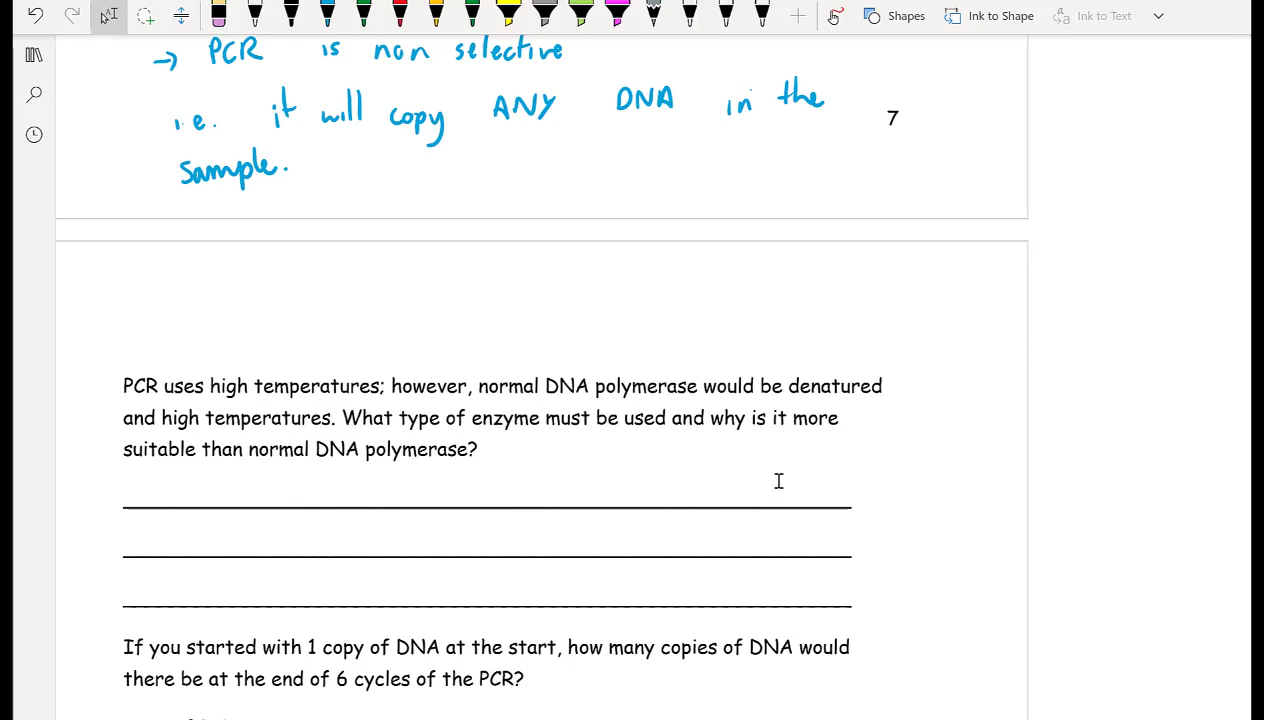 Shapes Ink to Shape Ink to Text
→ PCR is non selective
i.e. it will copy ANY DNA in the
7
sample.
PCR uses high temperatures; however, normal DNA polymerase would be denatured
and high temperatures. What type of enzyme must be used and why is it more
suitable than normal DNA polymerase?
If you started with 1 copy of DNA at the start, how many copies of DNA would
there be at the end of 6 cycles of the PCR?